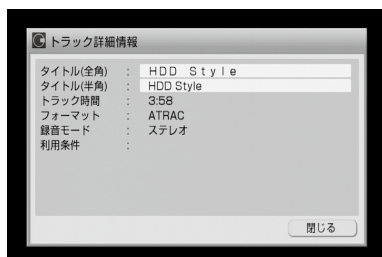 トラック詳細情報
タイトル(全角) : ＨＤＤ Ｓｔｙｌｅ
タイトル(半角) : HDD Style
トラック時間 : 3:58
フォーマット : ATRAC
録音モード : ステレオ
利用条件 :
閉じる